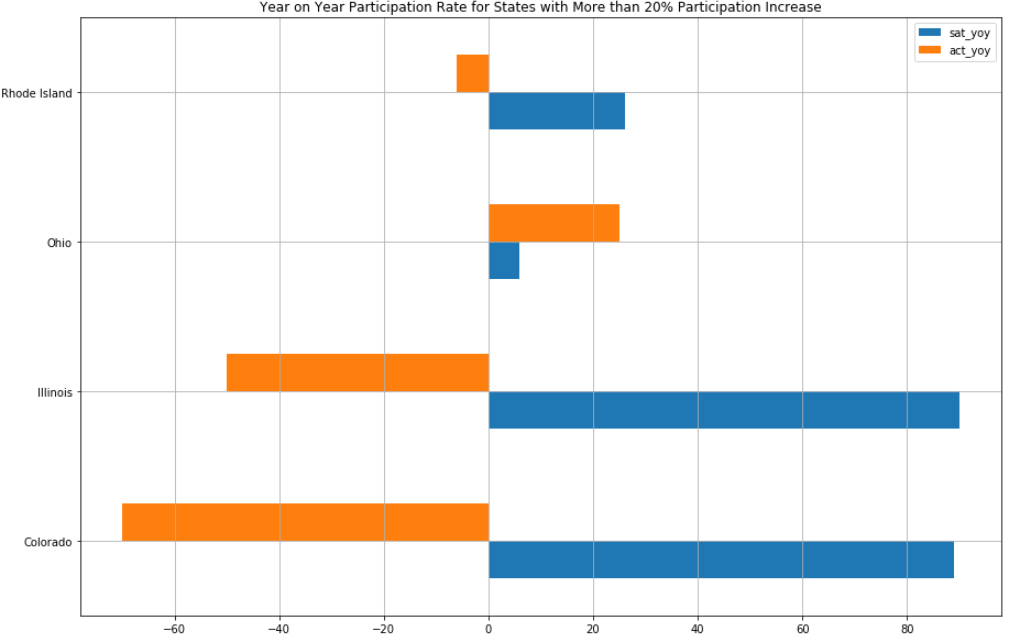 Year on Year Participation Rate for States with More than 20% Participation Increase
sat_yoy
act_yoy
Rhode Island
Ohio
Illinois
Colorado
−60 −40 −20 0 20 40 60 80